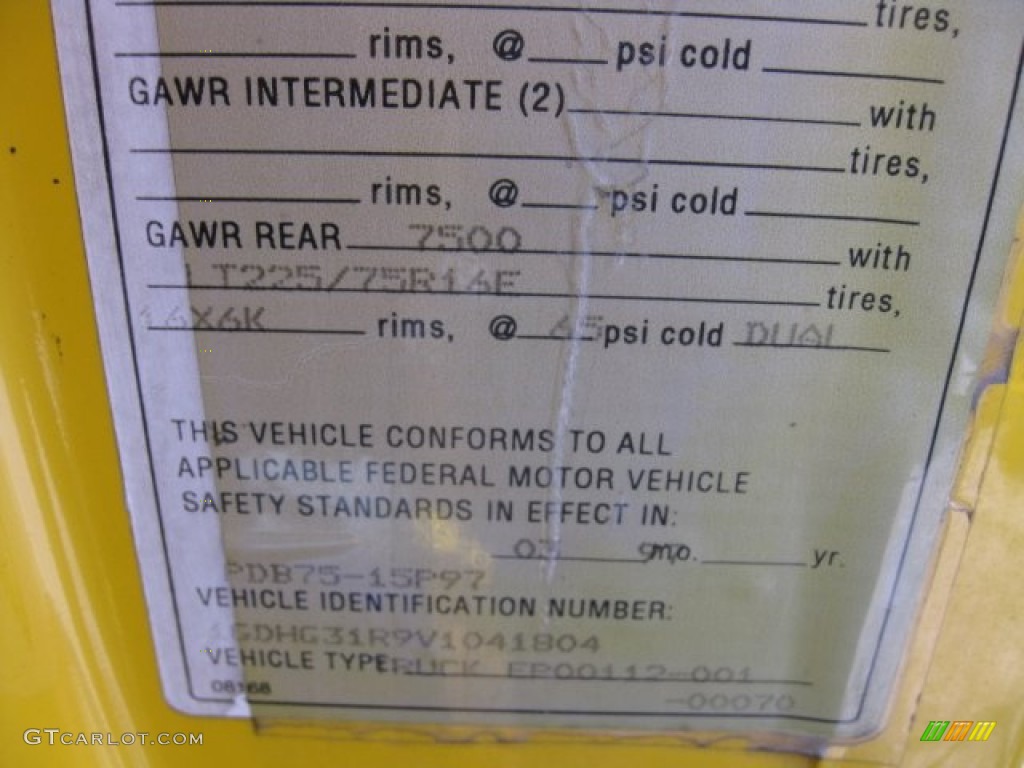 tires,
rims, @ psi cold
GAWR INTERMEDIATE (2) with
tires,
rims, @ psi cold
GAWR REAR 7500 with
LT225/75R16E tires,
16X6K rims, @ 65 psi cold DUAL
THIS VEHICLE CONFORMS TO ALL
APPLICABLE FEDERAL MOTOR VEHICLE
SAFETY STANDARDS IN EFFECT IN:
03 mo. yr.
PDB75-15P97
VEHICLE IDENTIFICATION NUMBER:
1GDHG31R9V1041804
VEHICLE TYPE TRUCK EP00112-001
-00070
GTCARLOT.COM